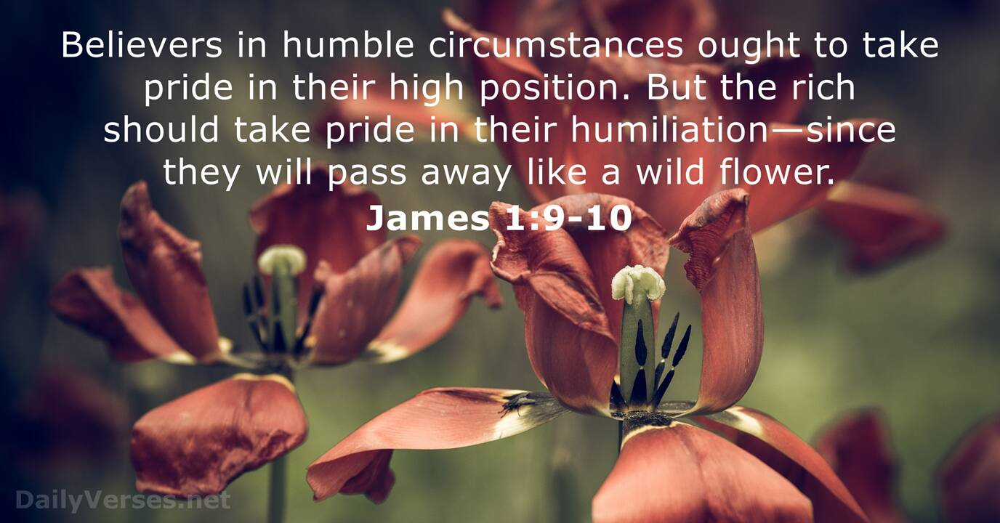 Believers in humble circumstances ought to take
pride in their high position. But the rich
should take pride in their humiliation—since
they will pass away like a wild flower.
James 1:9-10
DailyVerses.net